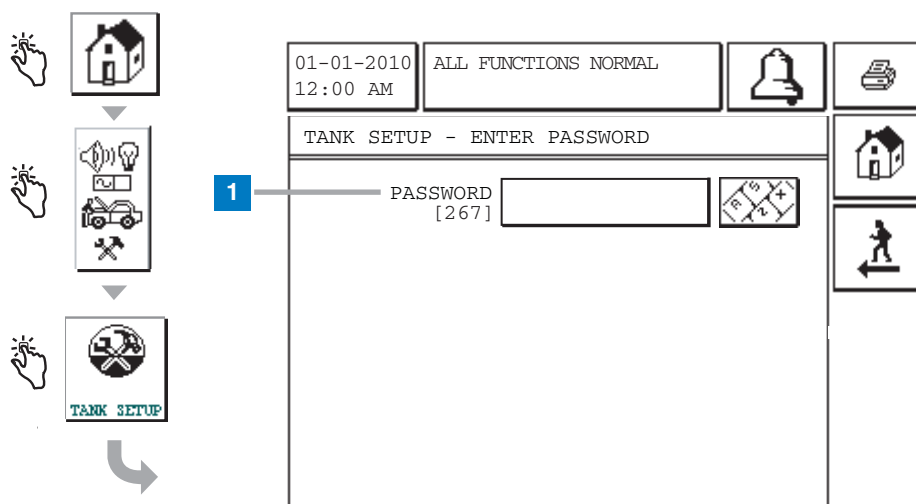 01-01-2010
12:00 AM
ALL FUNCTIONS NORMAL
TANK SETUP - ENTER PASSWORD
1
PASSWORD
[267]
TANK SETUP